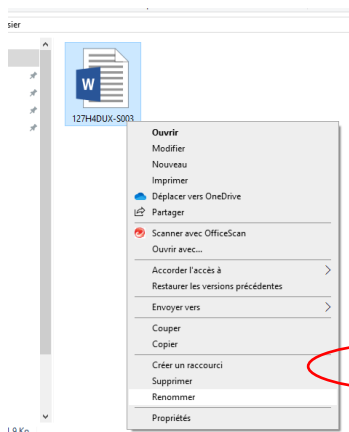 sier
W
127H4DUX-S003
Ouvrir
Modifier
Nouveau
Imprimer
Déplacer vers OneDrive
Partager
Scanner avec OfficeScan
Ouvrir avec...
Accorder l'accès à
Restaurer les versions précédentes
Envoyer vers
Couper
Copier
Créer un raccourci
Supprimer
Renommer
Propriétés